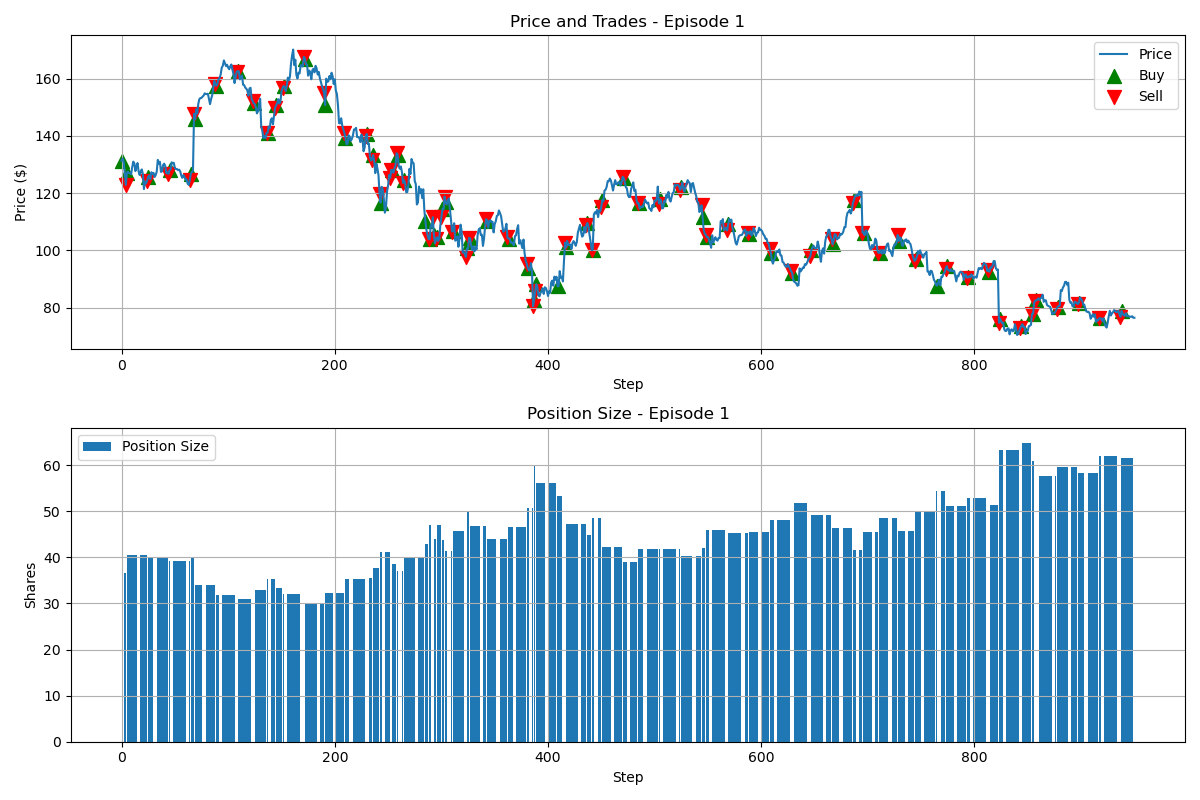 Price and Trades - Episode 1
Price ($)
160
140
120
100
80
Price
Buy
Sell
0
200
400
600
800
Step
Position Size - Episode 1
Shares
60
50
40
30
20
10
0
Position Size
0
200
400
600
800
Step